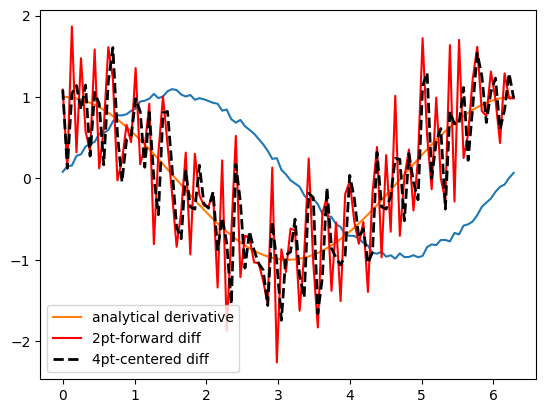 2
1
0
−1
−2
analytical derivative
2pt-forward diff
4pt-centered diff
0 1 2 3 4 5 6